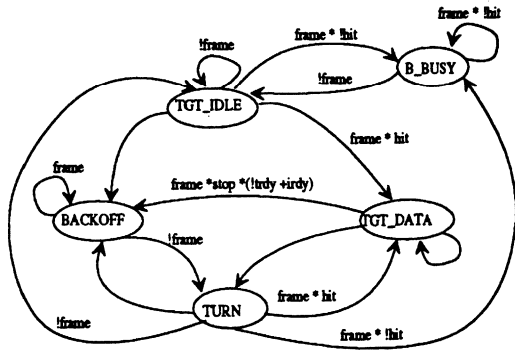 !frame
frame * !hit
frame * !hit
!frame
B_BUSY
TGT_IDLE
frame * hit
frame
frame *stop *(!trdy +irdy)
BACKOFF
TGT_DATA
!frame
TURN
frame * hit
!frame
frame * !hit